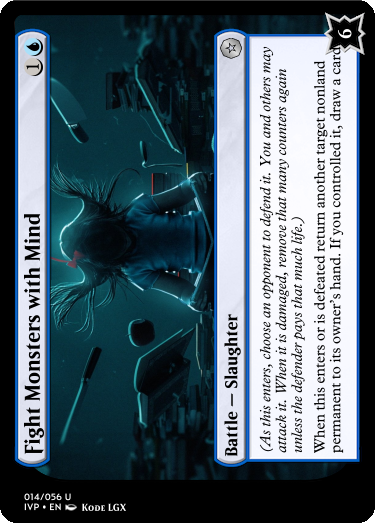 Fight Monsters with Mind
1
Battle — Slaughter
(As this enters, choose an opponent to defend it. You and others may
attack it. When it is damaged, remove that many counters again
unless the defender pays that much life.)
When this enters or is defeated return another target nonland
permanent to its owner's hand. If you controlled it, draw a card.
6
014/056 U
IVP • EN KODE LGX